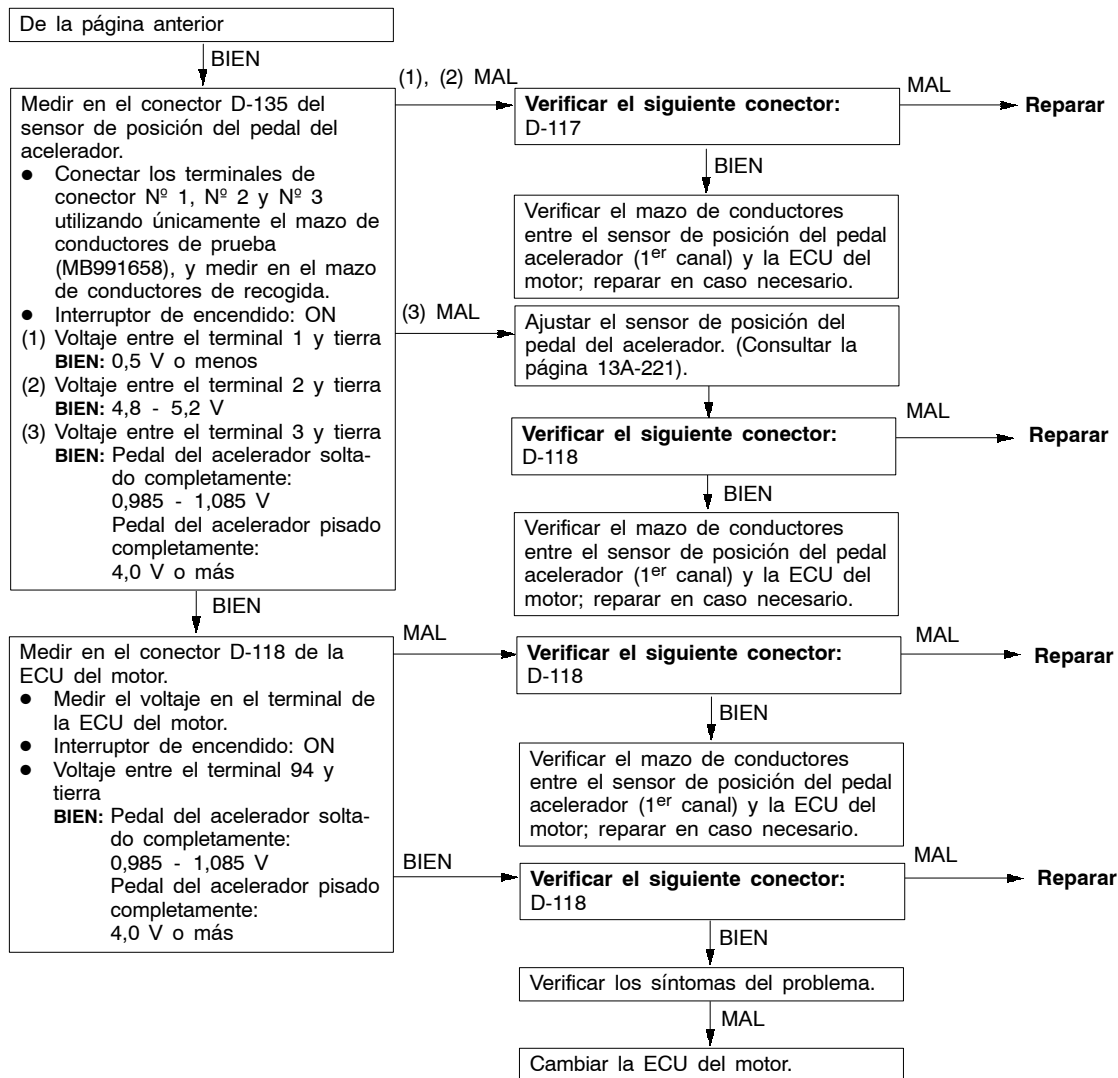 De la página anterior
BIEN
Medir en el conector D-135 del
sensor de posición del pedal del
acelerador.
● Conectar los terminales de
conector Nº 1, Nº 2 y Nº 3
utilizando únicamente el mazo de
conductores de prueba
(MB991658), y medir en el mazo
de conductores de recogida.
● Interruptor de encendido: ON
(1) Voltaje entre el terminal 1 y tierra
BIEN: 0,5 V o menos
(2) Voltaje entre el terminal 2 y tierra
BIEN: 4,8 - 5,2 V
(3) Voltaje entre el terminal 3 y tierra
BIEN: Pedal del acelerador solta-
do completamente:
0,985 - 1,085 V
Pedal del acelerador pisado
completamente:
4,0 V o más
(1), (2) MAL
Verificar el siguiente conector:
D-117
MAL
Reparar
BIEN
Verificar el mazo de conductores
entre el sensor de posición del pedal
acelerador (1er canal) y la ECU del
motor; reparar en caso necesario.
(3) MAL
Ajustar el sensor de posición del
pedal del acelerador. (Consultar la
página 13A-221).
Verificar el siguiente conector:
D-118
MAL
Reparar
BIEN
Verificar el mazo de conductores
entre el sensor de posición del pedal
acelerador (1er canal) y la ECU del
motor; reparar en caso necesario.
BIEN
Medir en el conector D-118 de la
ECU del motor.
● Medir el voltaje en el terminal de
la ECU del motor.
● Interruptor de encendido: ON
● Voltaje entre el terminal 94 y
tierra
BIEN: Pedal del acelerador solta-
do completamente:
0,985 - 1,085 V
Pedal del acelerador pisado
completamente:
4,0 V o más
MAL
Verificar el siguiente conector:
D-118
MAL
Reparar
BIEN
Verificar el mazo de conductores
entre el sensor de posición del pedal
acelerador (1er canal) y la ECU del
motor; reparar en caso necesario.
BIEN
Verificar el siguiente conector:
D-118
MAL
Reparar
BIEN
Verificar los síntomas del problema.
MAL
Cambiar la ECU del motor.